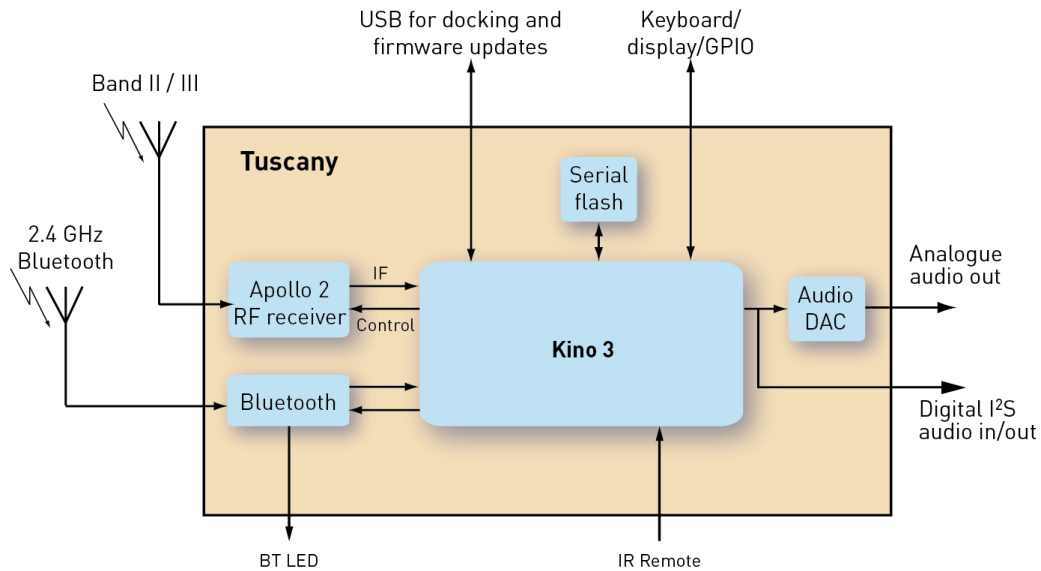 USB for docking and
firmware updates
Keyboard/
display/GPIO
Band II / III
Tuscany
Serial
flash
2.4 GHz
Bluetooth
Analogue
audio out
IF
Apollo 2
RF receiver
Control
Audio
DAC
Kino 3
Bluetooth
Digital I²S
audio in/out
BT LED
IR Remote